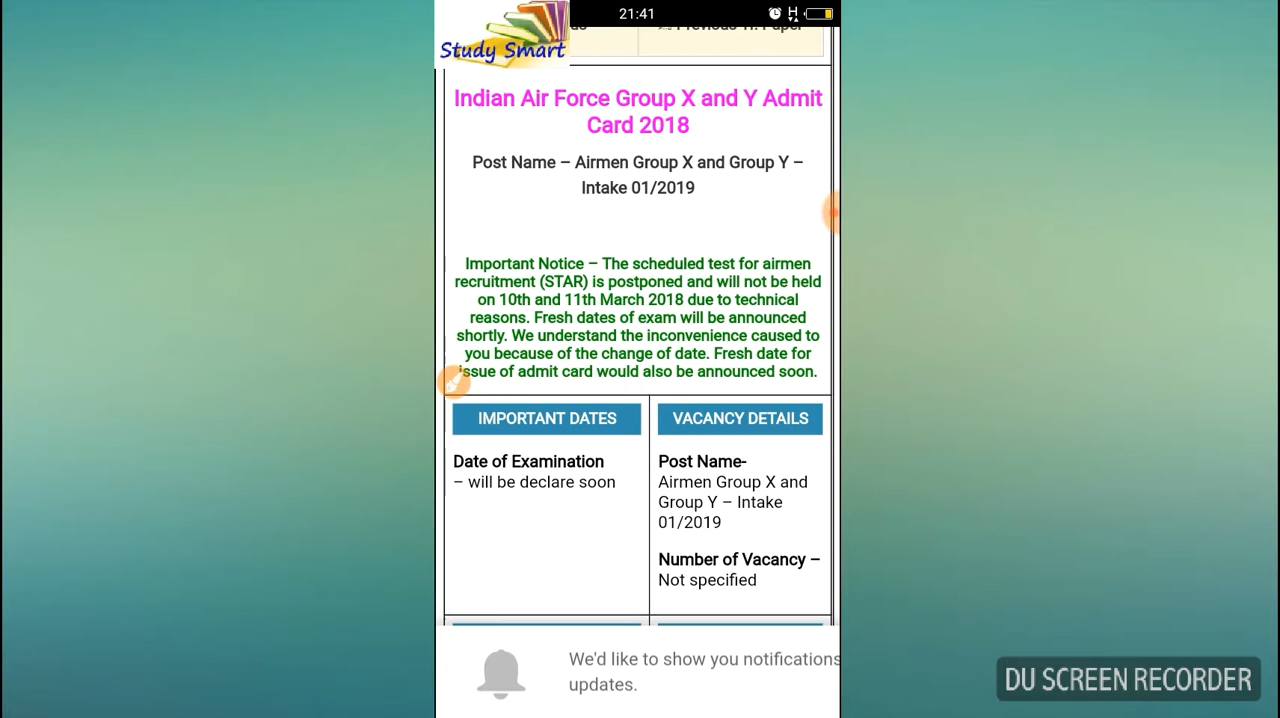 21:41
H
Study Smart
Previous Yr. Paper
Indian Air Force Group X and Y Admit
Card 2018
Post Name – Airmen Group X and Group Y –
Intake 01/2019
Important Notice – The scheduled test for airmen
recruitment (STAR) is postponed and will not be held
on 10th and 11th March 2018 due to technical
reasons. Fresh dates of exam will be announced
shortly. We understand the inconvenience caused to
you because of the change of date. Fresh date for
issue of admit card would also be announced soon.
IMPORTANT DATES
Date of Examination
– will be declare soon
VACANCY DETAILS
Post Name-
Airmen Group X and
Group Y – Intake
01/2019
Number of Vacancy –
Not specified
We'd like to show you notifications
updates.
DU SCREEN RECORDER